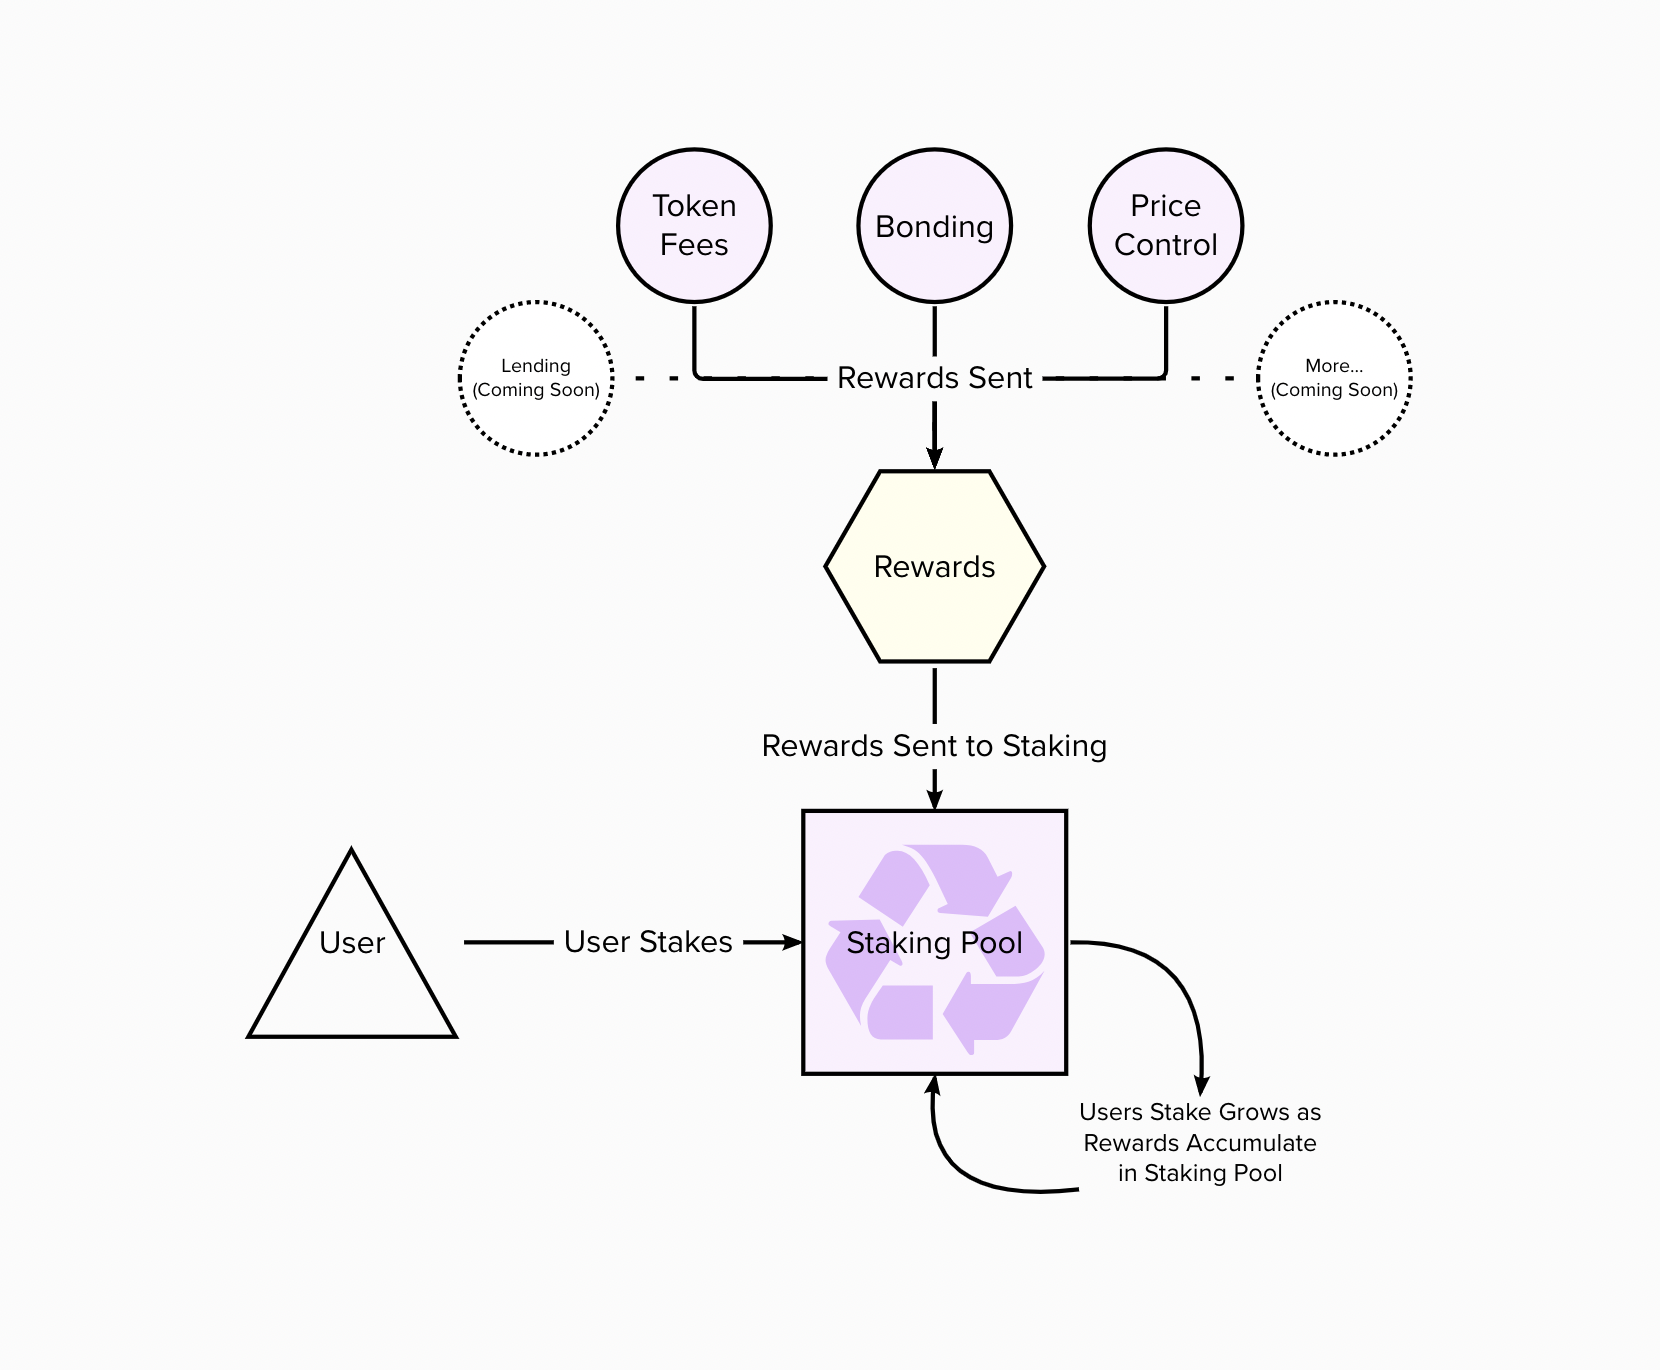 Token
Fees
Bonding
Price
Control
Lending
(Coming Soon)
Rewards Sent
More...
(Coming Soon)
Rewards
Rewards Sent to Staking
User
User Stakes
Staking Pool
Users Stake Grows as
Rewards Accumulate
in Staking Pool